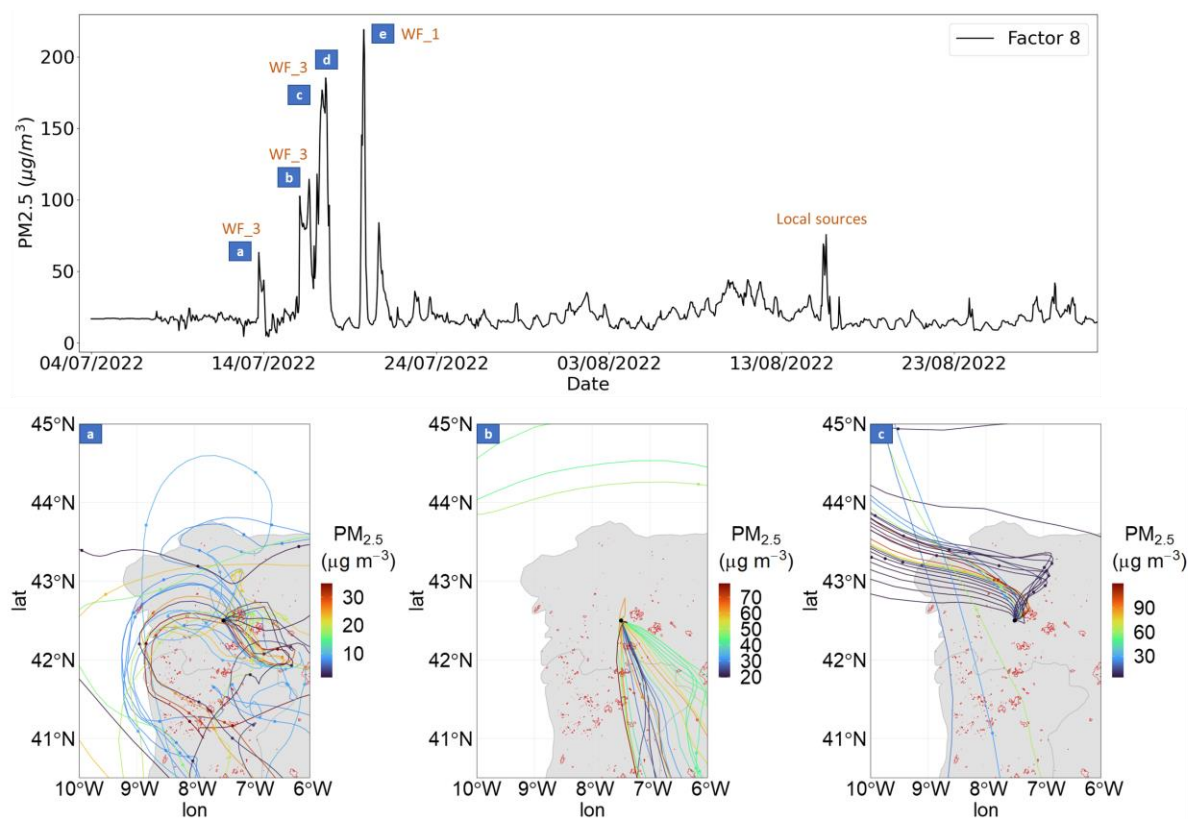 e WF_1
Factor 8
200
d
WF_3
c
150
WF_3
b
PM2.5 (μg/m³)
100
Local sources
WF_3
a
50
0
04/07/2022 14/07/2022 24/07/2022 03/08/2022 13/08/2022 23/08/2022
Date
45°N
a
44°N
43°N
42°N
41°N
lat
10°W 9°W 8°W 7°W 6°W
lon
PM2.5
(μg m−3)
30
20
10
45°N
b
44°N
43°N
42°N
41°N
lat
10°W 9°W 8°W 7°W 6°W
lon
PM2.5
(μg m−3)
70
60
50
40
30
20
45°N
c
44°N
43°N
42°N
41°N
lat
10°W 9°W 8°W 7°W 6°W
lon
PM2.5
(μg m−3)
90
60
30